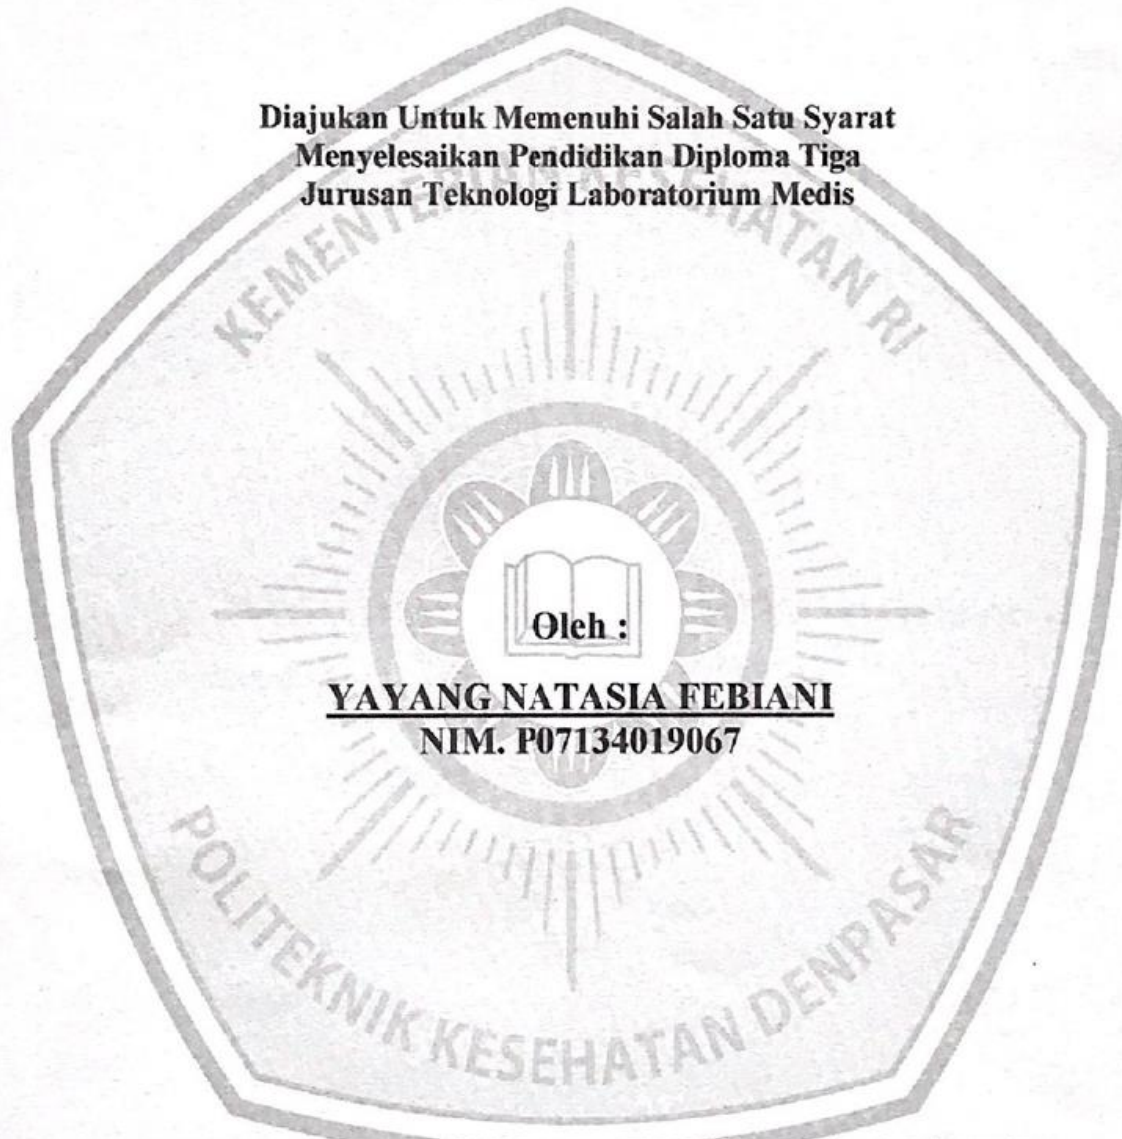 Diajukan Untuk Memenuhi Salah Satu Syarat
Menyelesaikan Pendidikan Diploma Tiga
Jurusan Teknologi Laboratorium Medis
KEMENTERIAN KESEHATAN RI
Oleh :
YAYANG NATASIA FEBIANI
NIM. P07134019067
POLITEKNIK KESEHATAN DENPASAR